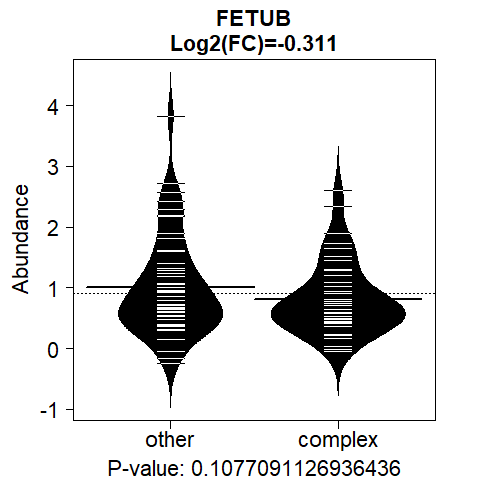 FETUB
Log2(FC)=-0.311
Abundance
4
3
2
1
0
-1
other complex
P-value: 0.1077091126936436